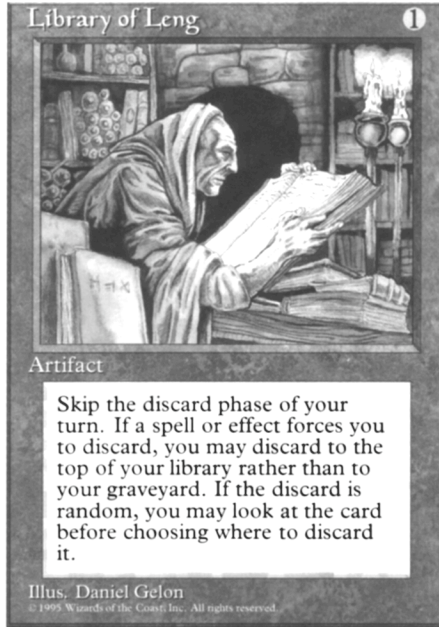 Library of Leng
1
Artifact
Skip the discard phase of your
turn. If a spell or effect forces you
to discard, you may discard to the
top of your library rather than to
your graveyard. If the discard is
random, you may look at the card
before choosing where to discard
it.
Illus. Daniel Gelon
© 1995 Wizards of the Coast, Inc. All rights reserved.